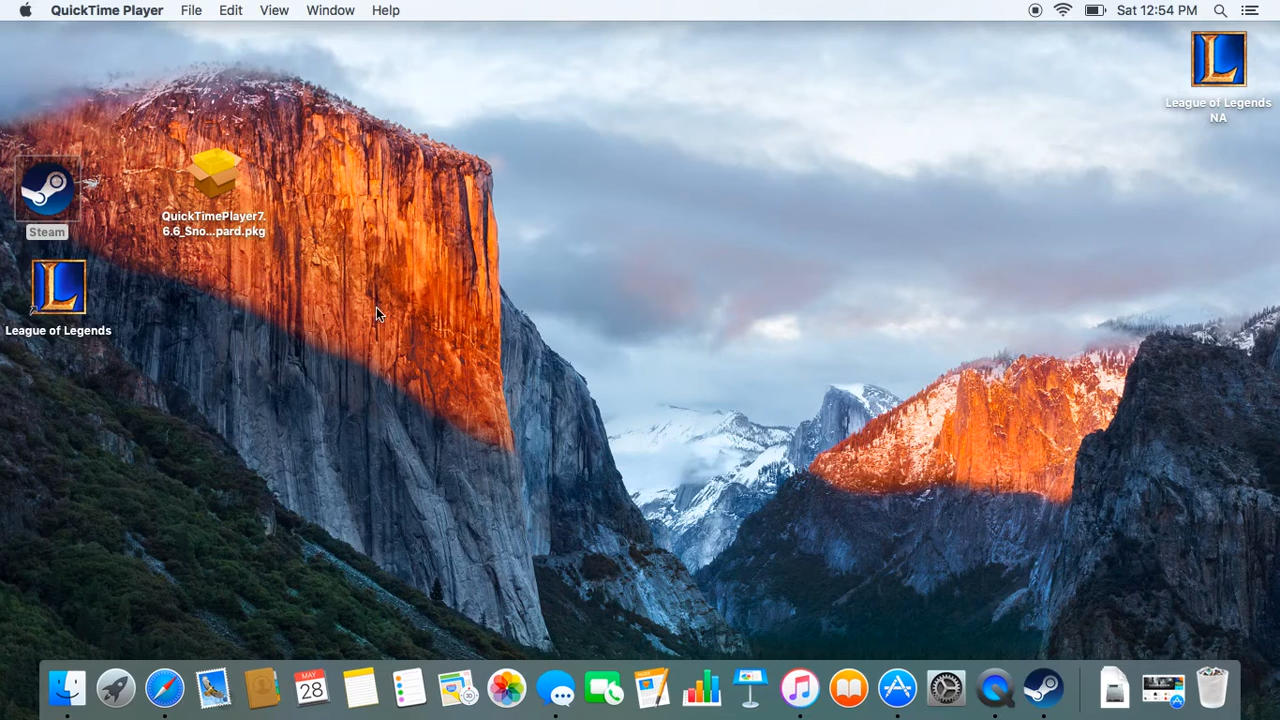 QuickTime Player File Edit View Window Help Sat 12:54 PM
League of Legends
NA
QuickTimePlayer7.
6.6_Sno...pard.pkg
Steam
League of Legends
MAY
28